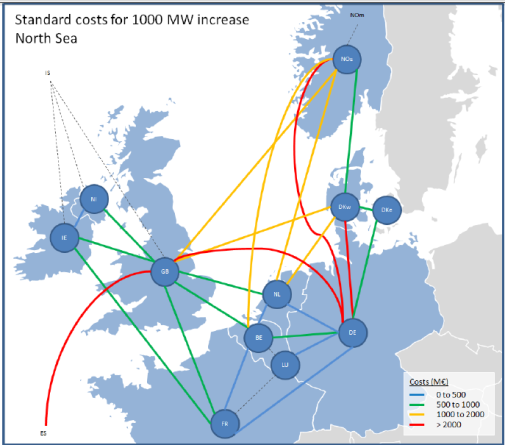 Standard costs for 1000 MW increase
North Sea
NOm
NOs
IS
NI
IE
DKw
DKe
GB
NL
BE
DE
LU
FR
ES
Costs (M€)
0 to 500
500 to 1000
1000 to 2000
> 2000